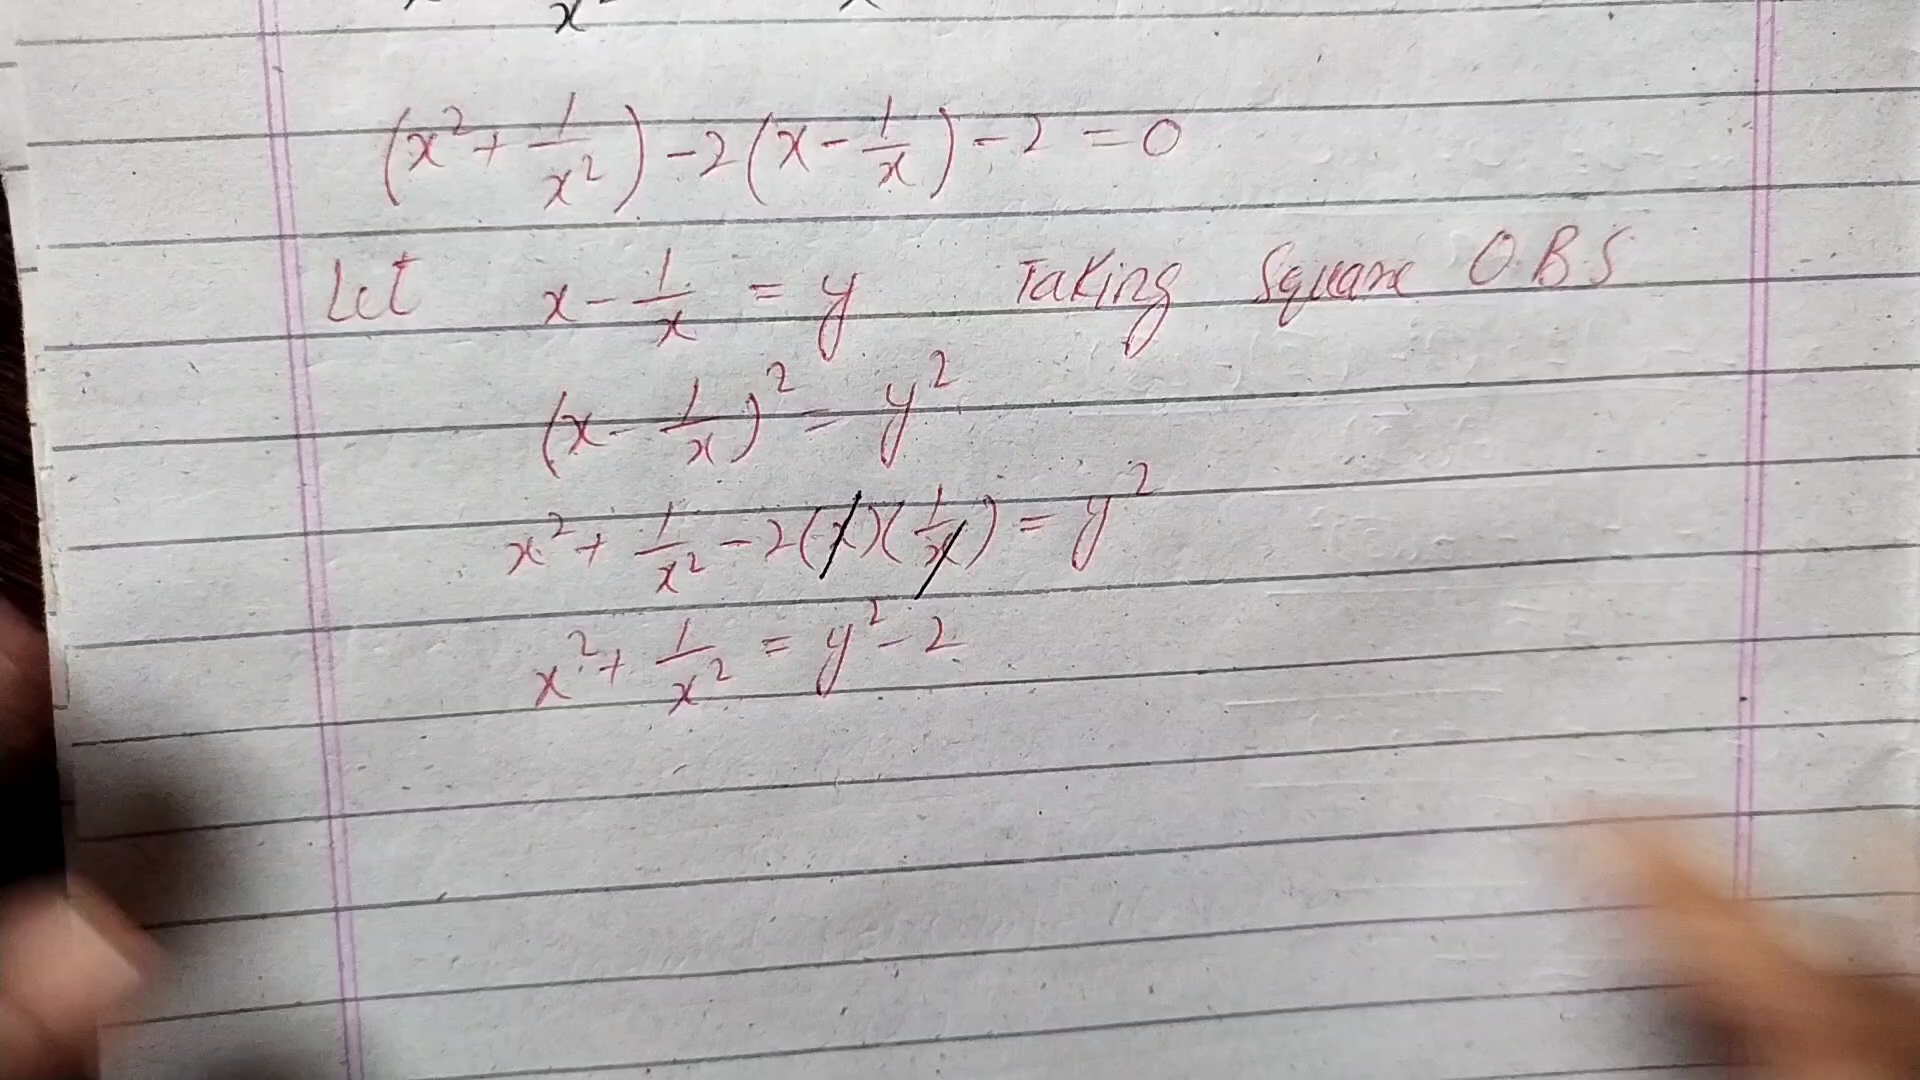 (x² + 1/x²) - 2(x - 1/x) - 2 = 0
Let x - 1/x = y Taking Square O.B.S
(x - 1/x)² = y²
x² + 1/x² - 2(x)(1/x) = y²
x² + 1/x² = y² - 2